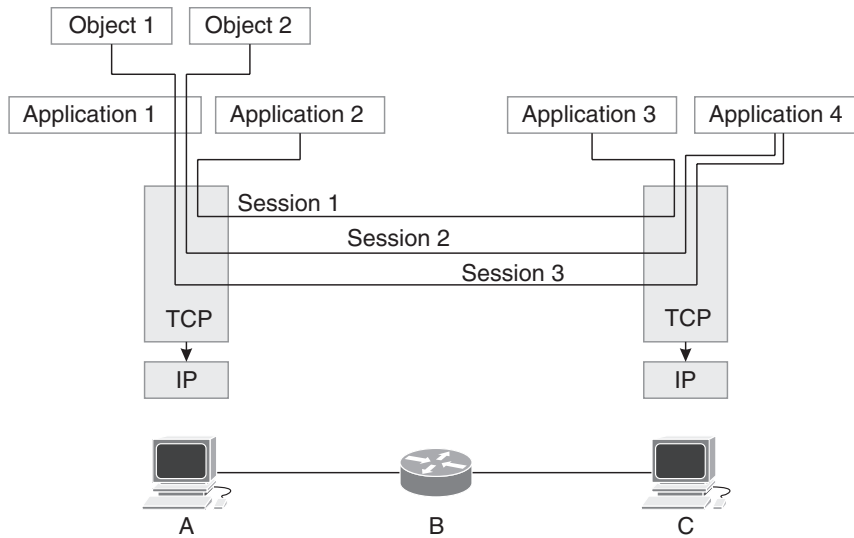 Object 1 Object 2
Application 1 Application 2 Application 3 Application 4
Session 1
Session 2
Session 3
TCP TCP
IP IP
A B C